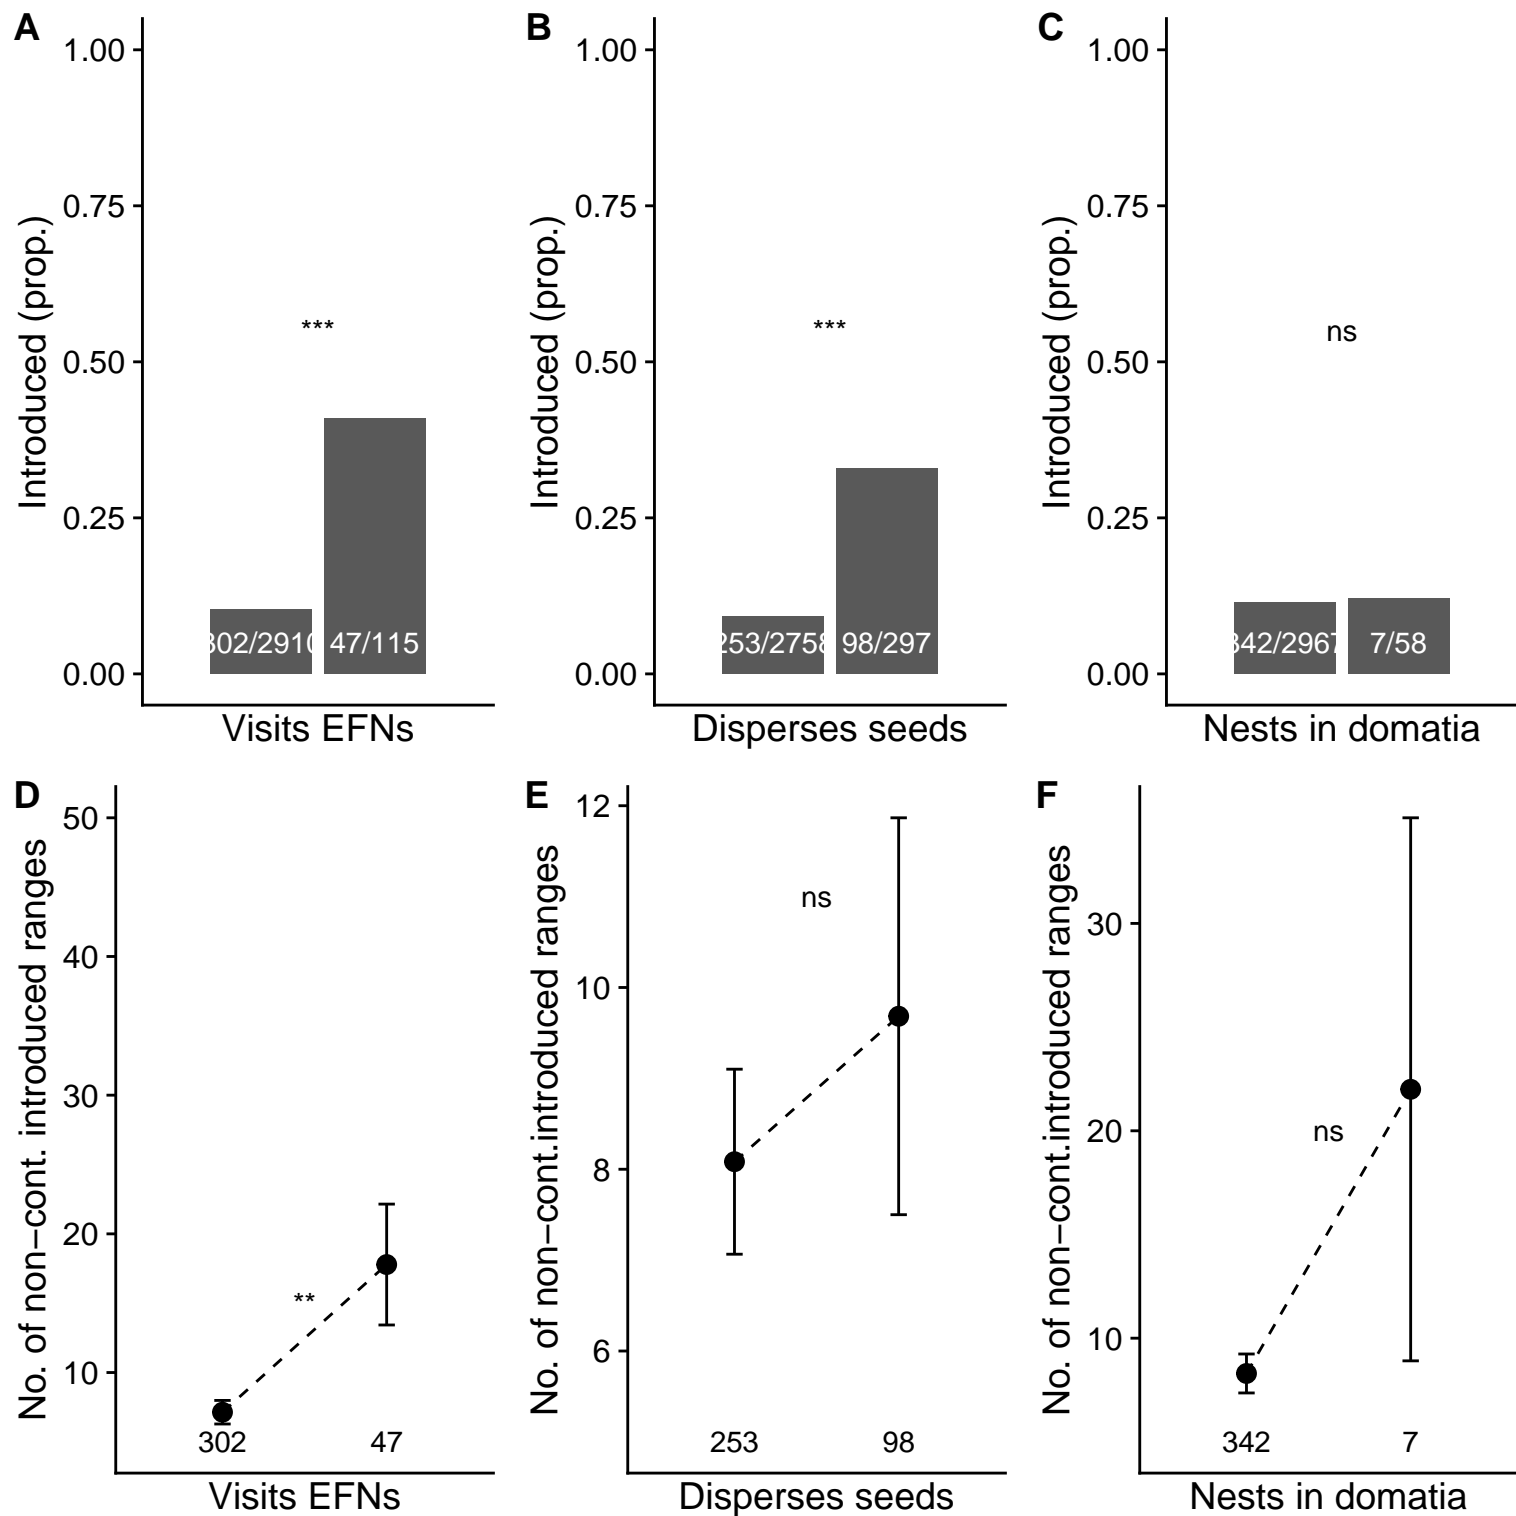 A
1.00
0.75
0.50
0.25
0.00
Introduced (prop.)
***
302/2910
47/115
Visits EFNs
B
1.00
0.75
0.50
0.25
0.00
Introduced (prop.)
***
253/2758
98/297
Disperses seeds
C
1.00
0.75
0.50
0.25
0.00
Introduced (prop.)
ns
342/2967
7/58
Nests in domatia
D
50
40
30
20
10
No. of non−cont. introduced ranges
**
302
47
Visits EFNs
E
12
10
8
6
No. of non−cont.introduced ranges
ns
253
98
Disperses seeds
F
30
20
10
No. of non−cont.introduced ranges
ns
342
7
Nests in domatia